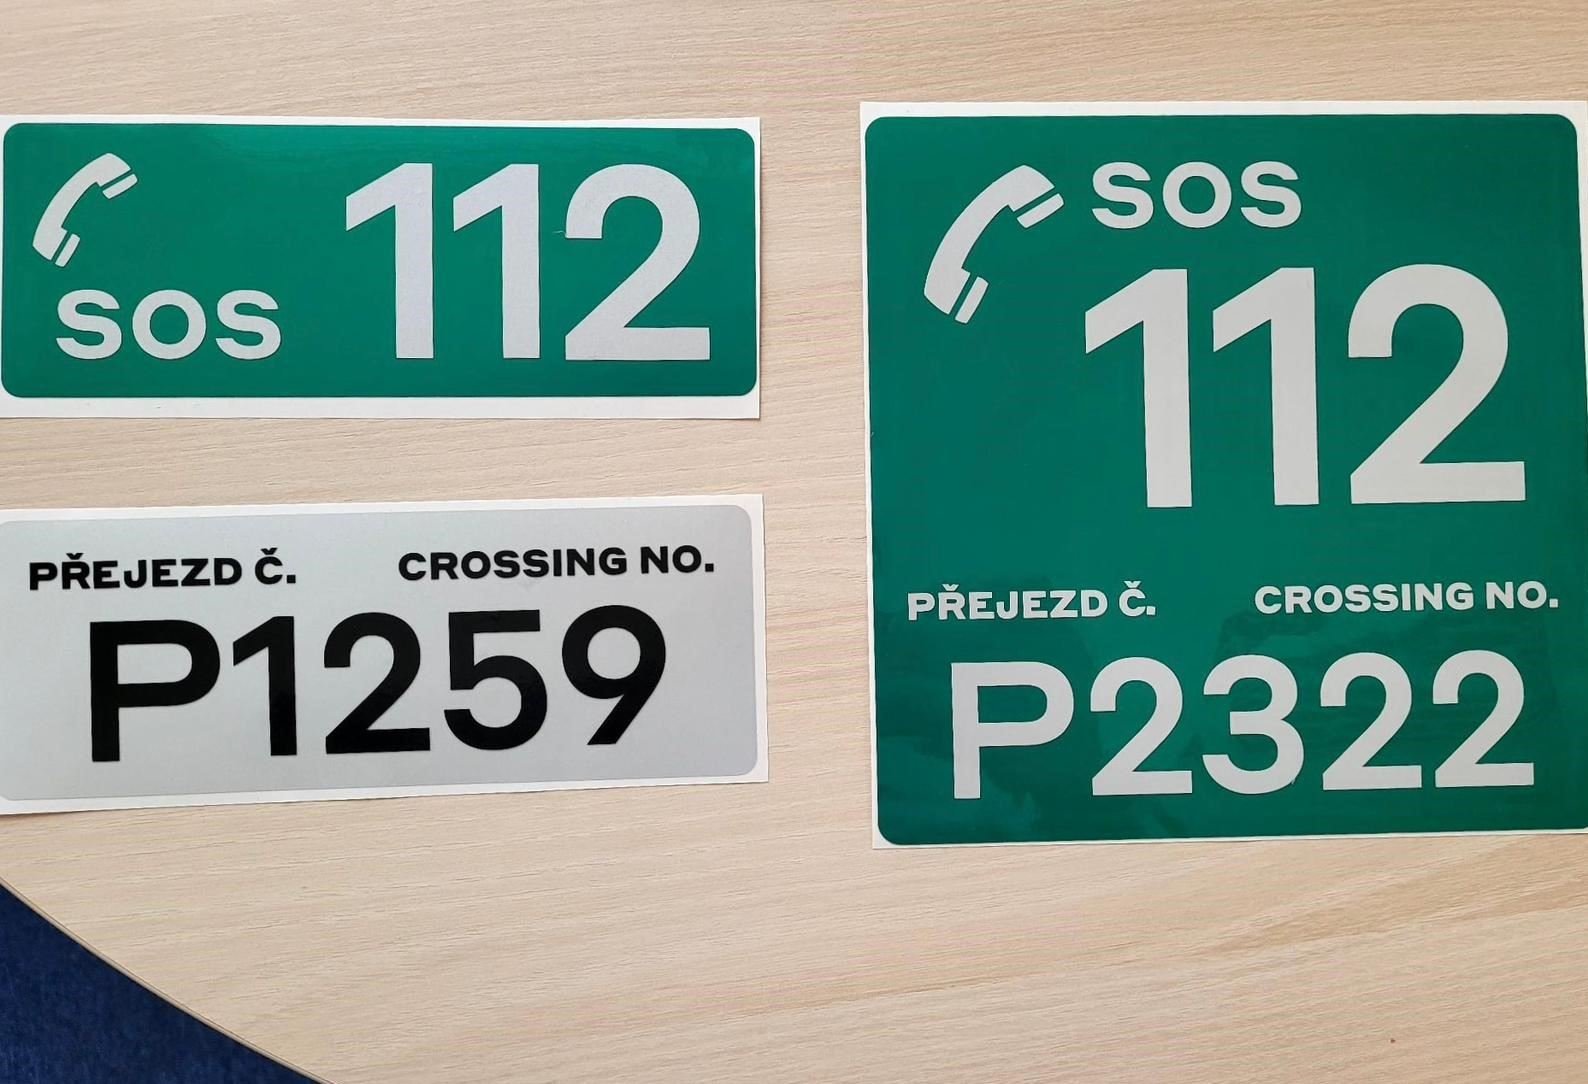 SOS 112
PŘEJEZD Č. CROSSING NO.
P1259
SOS
112
PŘEJEZD Č. CROSSING NO.
P2322